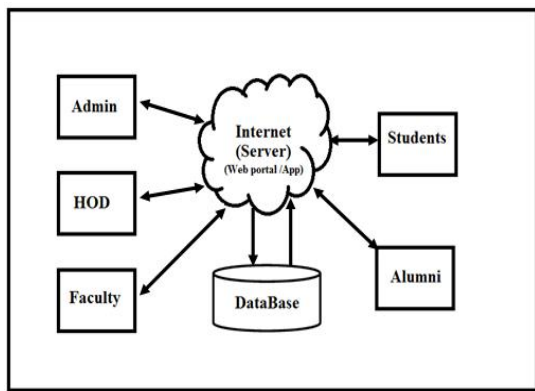 Admin
HOD
Faculty
Internet
(Server)
(Web portal /App)
DataBase
Students
Alumni